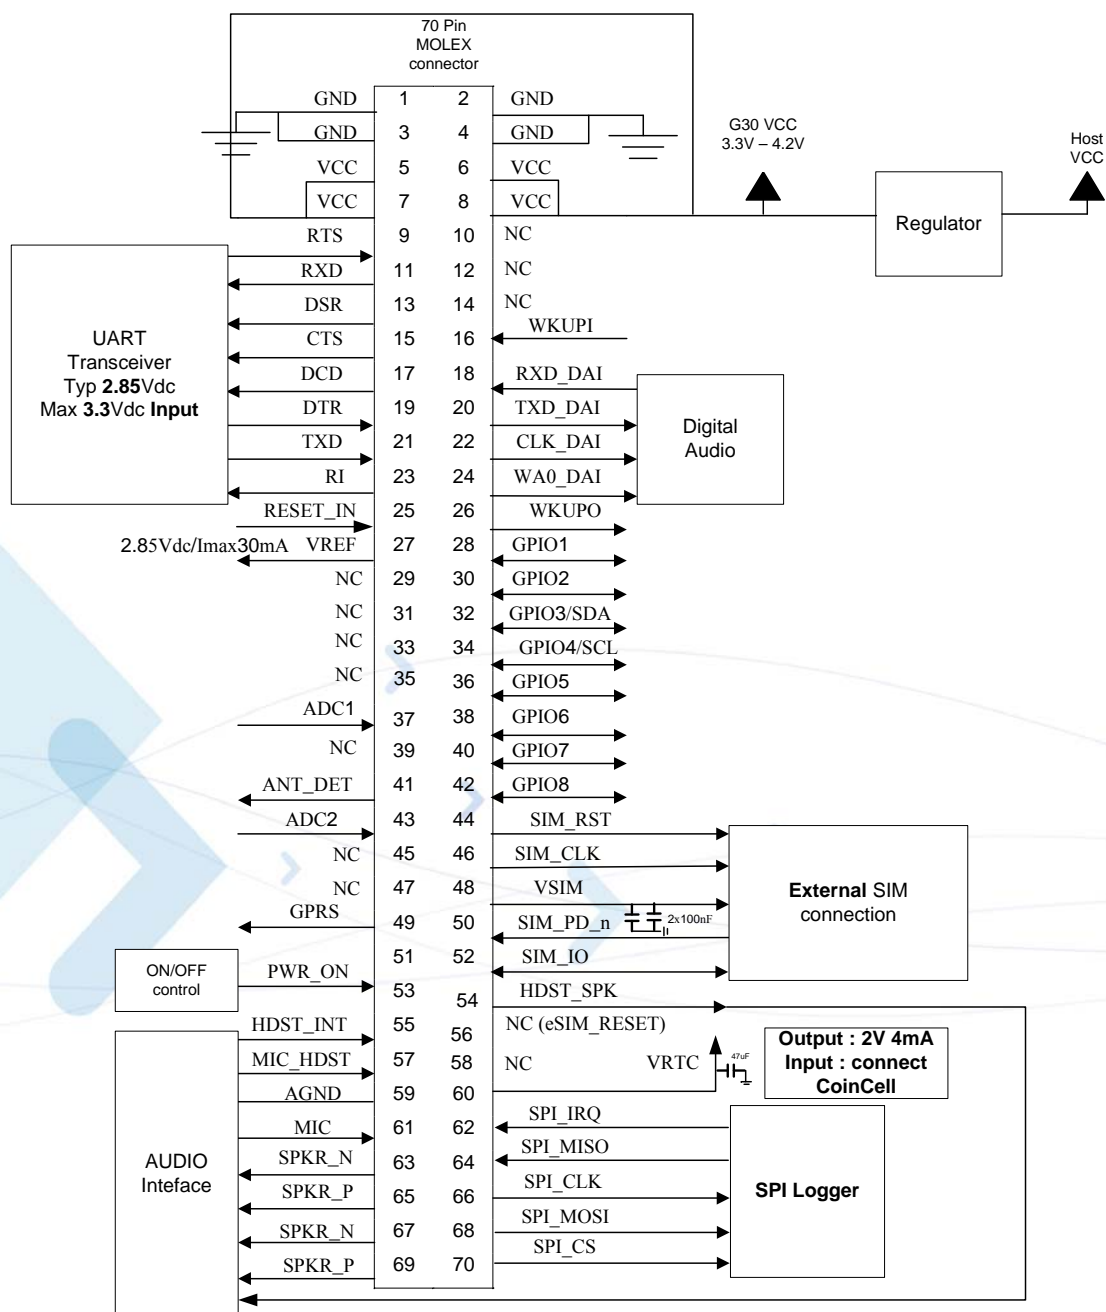 70 Pin
MOLEX
connector
GND 1 2 GND
GND 3 4 GND
VCC 5 6 VCC
VCC 7 8 VCC
G30 VCC
3.3V – 4.2V
Host
VCC
Regulator
RTS 9 10 NC
RXD 11 12 NC
DSR 13 14 NC
CTS 15 16 WKUPI
DCD 17 18 RXD_DAI
DTR 19 20 TXD_DAI
TXD 21 22 CLK_DAI
RI 23 24 WA0_DAI
UART
Transceiver
Typ 2.85Vdc
Max 3.3Vdc Input
Digital
Audio
RESET_IN 25 26 WKUPO
2.85Vdc/Imax30mA VREF 27 28 GPIO1
NC 29 30 GPIO2
NC 31 32 GPIO3/SDA
NC 33 34 GPIO4/SCL
NC 35 36 GPIO5
ADC1 37 38 GPIO6
NC 39 40 GPIO7
ANT_DET 41 42 GPIO8
ADC2 43 44 SIM_RST
NC 45 46 SIM_CLK
NC 47 48 VSIM
GPRS 49 50 SIM_PD_n
2x100nF
51 52 SIM_IO
External SIM
connection
ON/OFF
control
PWR_ON 53 54 HDST_SPK
HDST_INT 55 56 NC (eSIM_RESET)
MIC_HDST 57 58 NC
VRTC
47uF
Output : 2V 4mA
Input : connect
CoinCell
AGND 59 60
MIC 61 62 SPI_IRQ
SPKR_N 63 64 SPI_MISO
SPKR_P 65 66 SPI_CLK
SPKR_N 67 68 SPI_MOSI
SPKR_P 69 70 SPI_CS
AUDIO
Inteface
SPI Logger